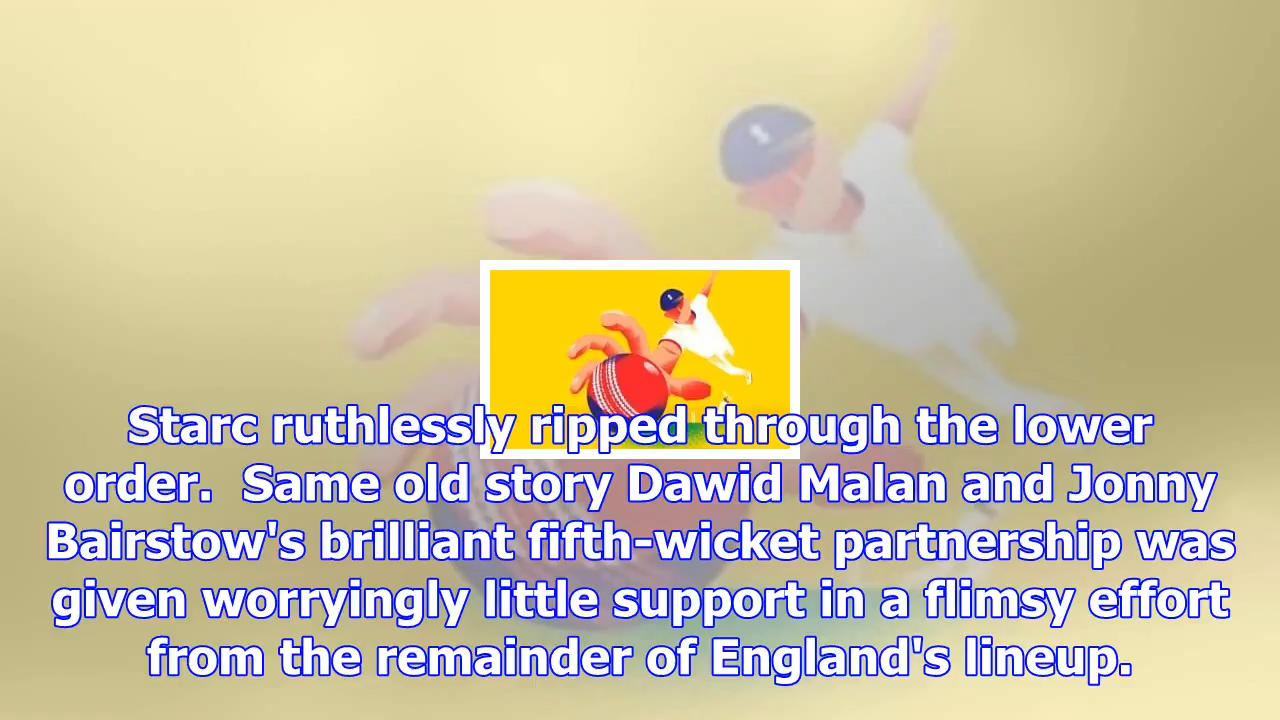 Starc ruthlessly ripped through the lower
order.  Same old story Dawid Malan and Jonny
Bairstow's brilliant fifth-wicket partnership was
given worryingly little support in a flimsy effort
from the remainder of England's lineup.